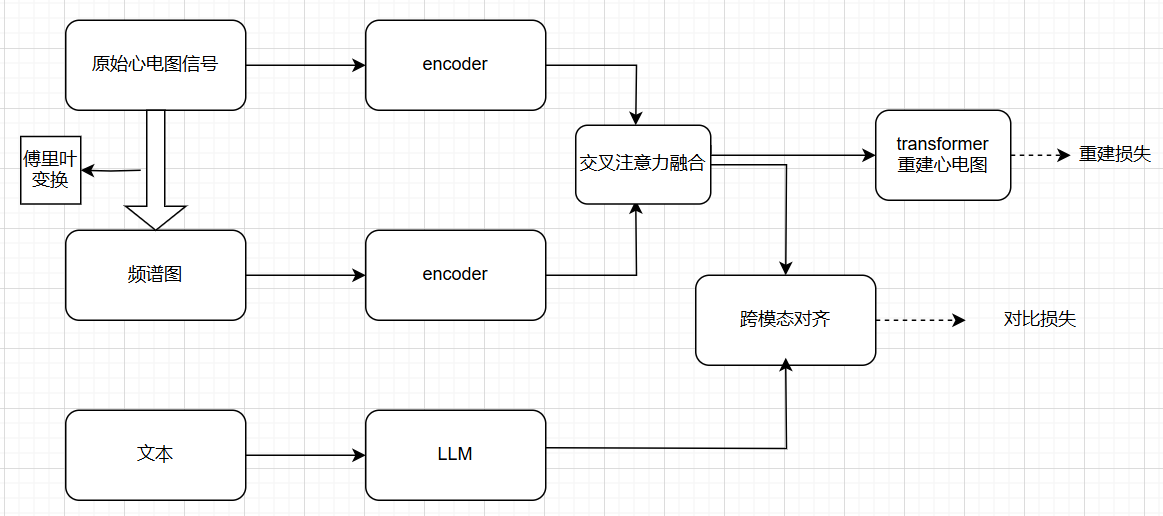 原始心电图信号
encoder
傅里叶
变换
交叉注意力融合
transformer
重建心电图
重建损失
频谱图
encoder
跨模态对齐
对比损失
文本
LLM